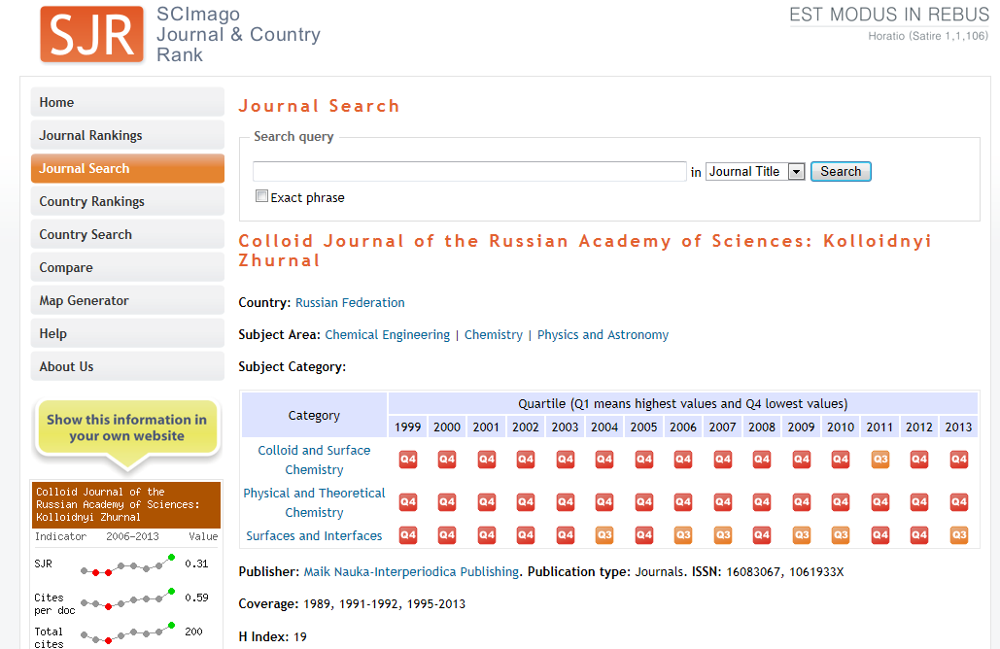 SJR
SCImago
Journal & Country
Rank
EST MODUS IN REBUS
Horatio (Satire 1,1,106)
Home
Journal Rankings
Journal Search
Country Rankings
Country Search
Compare
Map Generator
Help
About Us
Show this information in
your own website
Colloid Journal of the
Russian Academy of Sciences:
Kolloidnyi Zhurnal
Indicator 2006-2013 Value
SJR 0.31
Cites
per doc 0.59
Total
cites 200
Journal Search
Search query
in Journal Title Search
Exact phrase
Colloid Journal of the Russian Academy of Sciences: Kolloidnyi
Zhurnal
Country: Russian Federation
Subject Area: Chemical Engineering | Chemistry | Physics and Astronomy
Subject Category:
Category
Quartile (Q1 means highest values and Q4 lowest values)
1999 2000 2001 2002 2003 2004 2005 2006 2007 2008 2009 2010 2011 2012 2013
Colloid and Surface
Chemistry
Q4 Q4 Q4 Q4 Q4 Q4 Q4 Q4 Q4 Q4 Q4 Q4 Q3 Q4 Q4
Physical and Theoretical
Chemistry
Q4 Q4 Q4 Q4 Q4 Q4 Q4 Q4 Q4 Q4 Q4 Q4 Q4 Q4 Q4
Surfaces and Interfaces Q4 Q4 Q4 Q4 Q4 Q3 Q4 Q3 Q3 Q4 Q3 Q3 Q4 Q4 Q3
Publisher: Maik Nauka-Interperiodica Publishing. Publication type: Journals. ISSN: 16083067, 1061933X
Coverage: 1989, 1991-1992, 1995-2013
H Index: 19